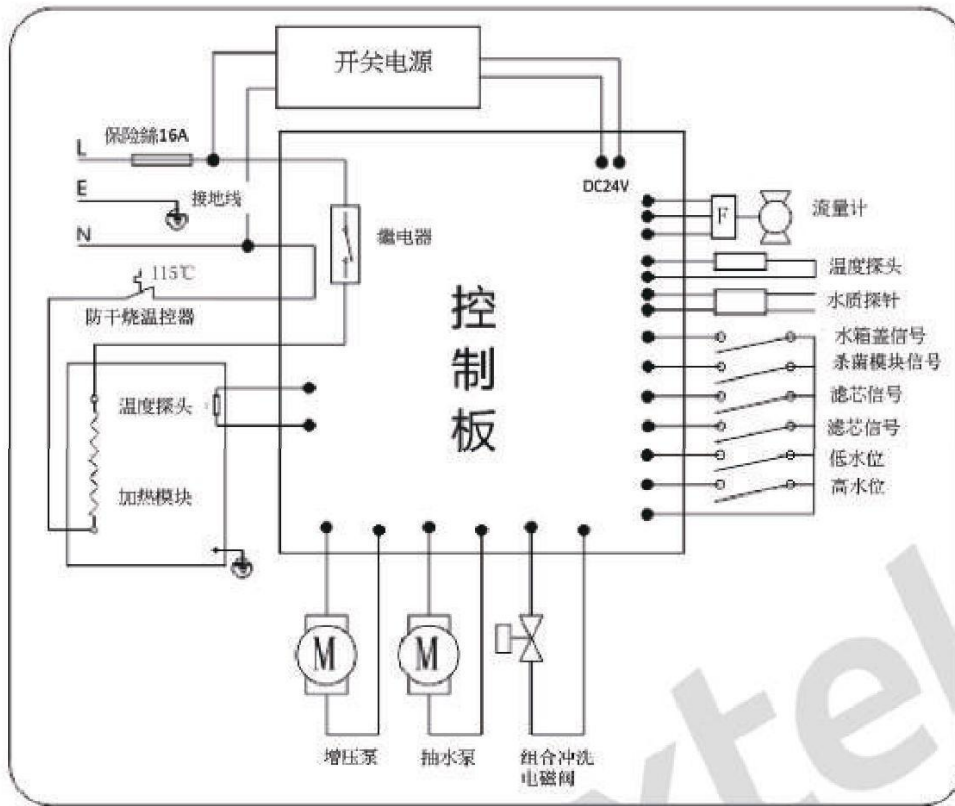 开关电源
保险絲16A
L
DC24V
E
接地线
F
流量计
N
继电器
115℃
温度探头
防干烧温控器
水质探针
控制板
水箱盖信号
杀菌模块信号
温度探头
滤芯信号
滤芯信号
低水位
加热模块
高水位
M
M
增压泵
抽水泵
组合冲洗
电磁阀